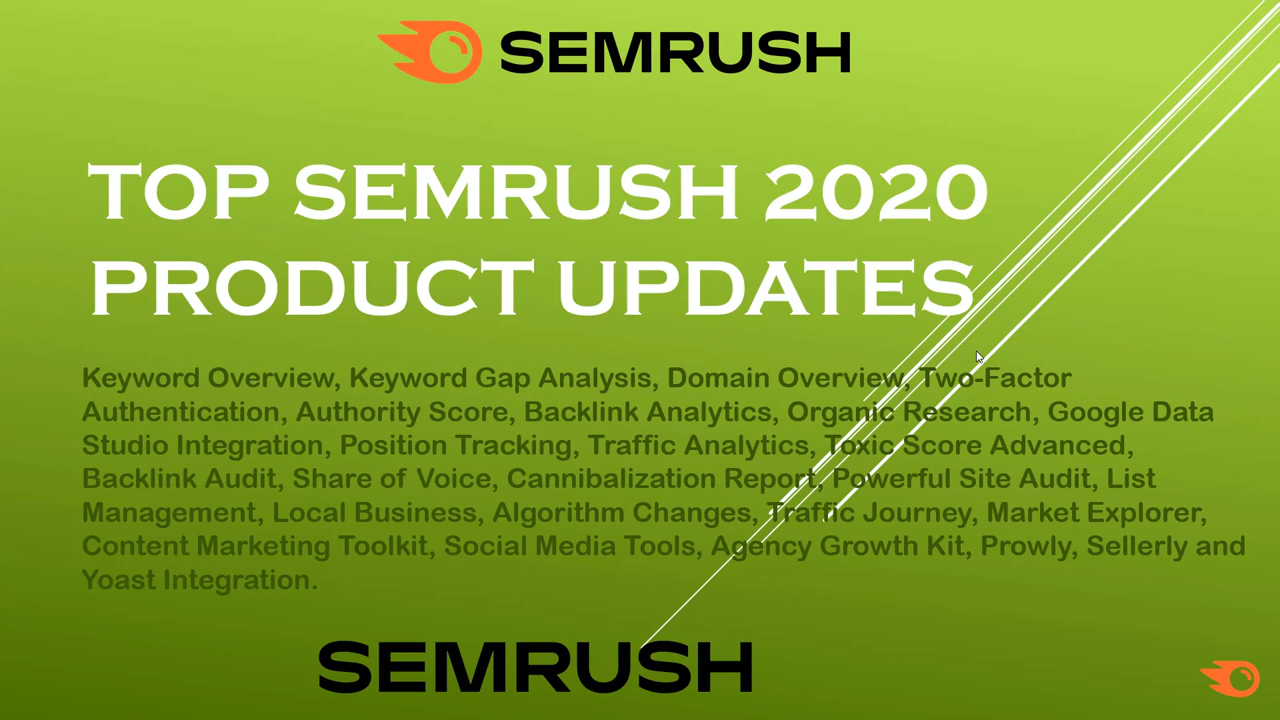 SEMRUSH
TOP SEMRUSH 2020
PRODUCT UPDATES
Keyword Overview, Keyword Gap Analysis, Domain Overview, Two-Factor
Authentication, Authority Score, Backlink Analytics, Organic Research, Google Data
Studio Integration, Position Tracking, Traffic Analytics, Toxic Score Advanced,
Backlink Audit, Share of Voice, Cannibalization Report, Powerful Site Audit, List
Management, Local Business, Algorithm Changes, Traffic Journey, Market Explorer,
Content Marketing Toolkit, Social Media Tools, Agency Growth Kit, Prowly, Sellerly and
Yoast Integration.
SEMRUSH